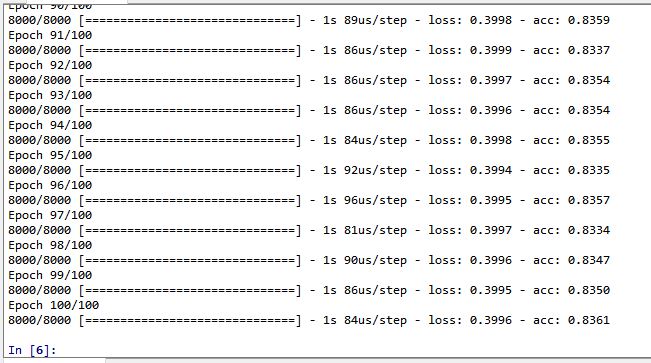 Epoch 90/100
8000/8000 [==============================] - 1s 89us/step - loss: 0.3998 - acc: 0.8359
Epoch 91/100
8000/8000 [==============================] - 1s 86us/step - loss: 0.3999 - acc: 0.8337
Epoch 92/100
8000/8000 [==============================] - 1s 86us/step - loss: 0.3997 - acc: 0.8354
Epoch 93/100
8000/8000 [==============================] - 1s 86us/step - loss: 0.3996 - acc: 0.8354
Epoch 94/100
8000/8000 [==============================] - 1s 84us/step - loss: 0.3998 - acc: 0.8355
Epoch 95/100
8000/8000 [==============================] - 1s 92us/step - loss: 0.3994 - acc: 0.8335
Epoch 96/100
8000/8000 [==============================] - 1s 96us/step - loss: 0.3995 - acc: 0.8357
Epoch 97/100
8000/8000 [==============================] - 1s 81us/step - loss: 0.3997 - acc: 0.8334
Epoch 98/100
8000/8000 [==============================] - 1s 90us/step - loss: 0.3996 - acc: 0.8347
Epoch 99/100
8000/8000 [==============================] - 1s 86us/step - loss: 0.3995 - acc: 0.8350
Epoch 100/100
8000/8000 [==============================] - 1s 84us/step - loss: 0.3996 - acc: 0.8361
In [6]: